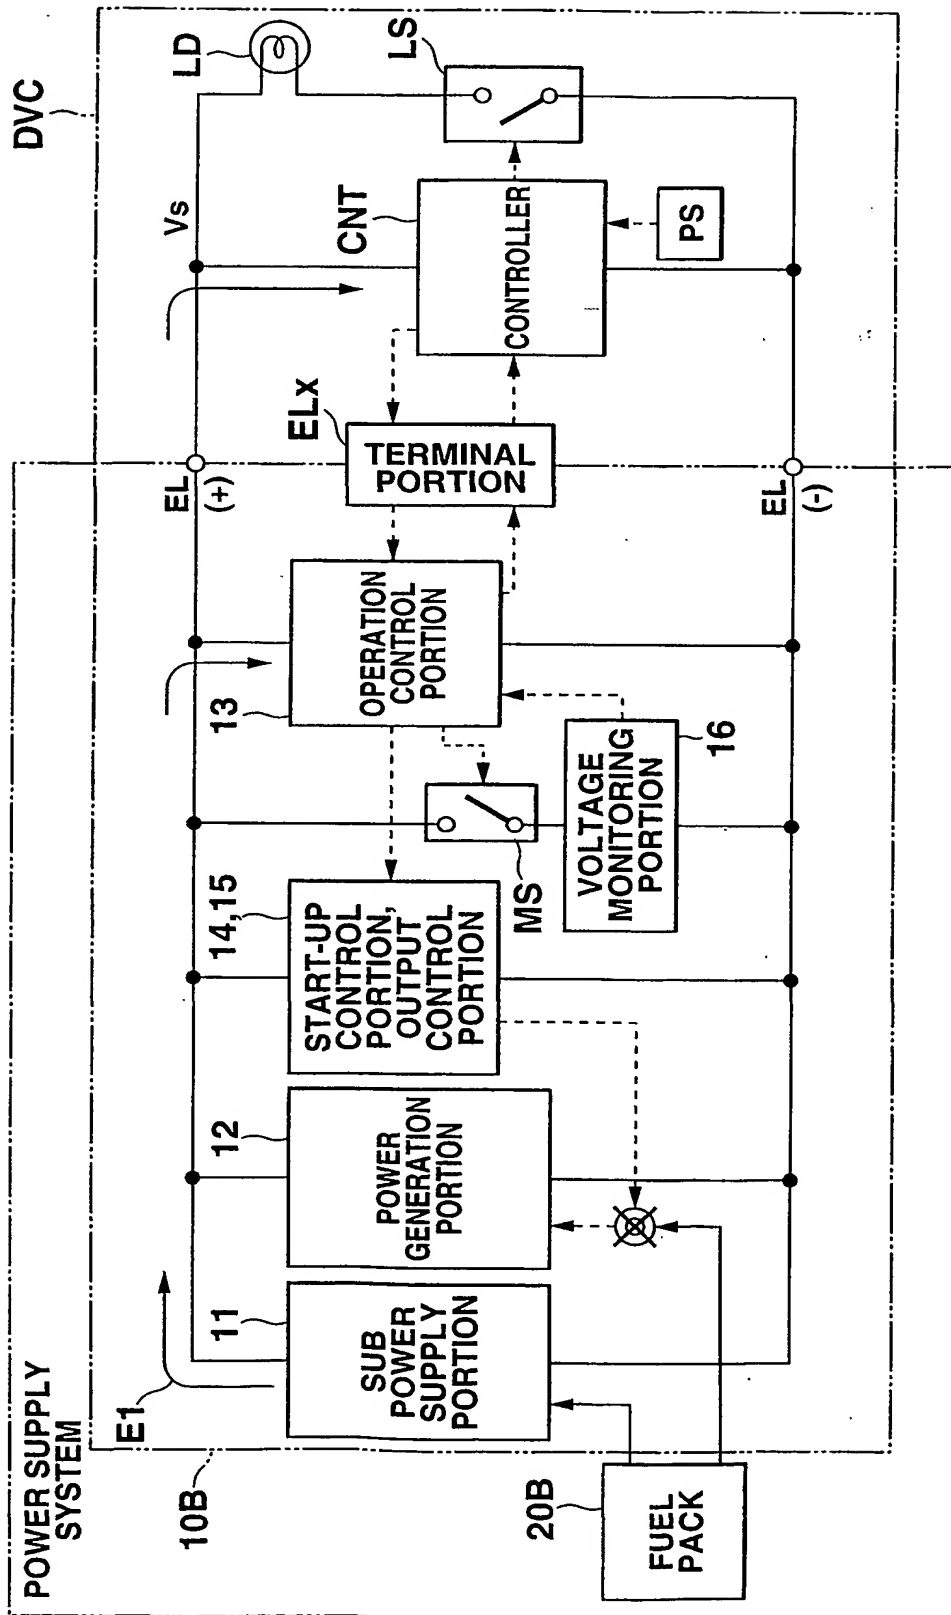 POWER SUPPLY
SYSTEM
DVC
LD
LS
Vs
CNT
CONTROLLER
PS
ELx
TERMINAL
PORTION
EL
(+)
EL
(-)
13
OPERATION
CONTROL
PORTION
MS
VOLTAGE
MONITORING
PORTION
16
14,15
START-UP
CONTROL
PORTION,
OUTPUT
CONTROL
PORTION
12
POWER
GENERATION
PORTION
11
SUB
POWER
SUPPLY
PORTION
E1
10B
20B
FUEL
PACK